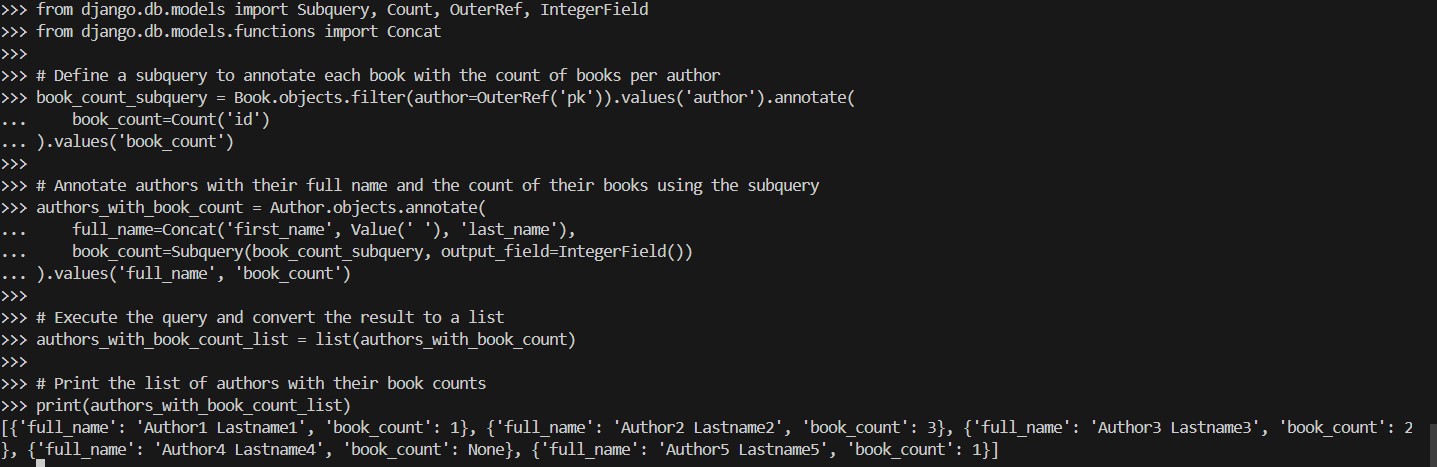 >>> from django.db.models import Subquery, Count, OuterRef, IntegerField
>>> from django.db.models.functions import Concat
>>>
>>> # Define a subquery to annotate each book with the count of books per author
>>> book_count_subquery = Book.objects.filter(author=OuterRef('pk')).values('author').annotate(
...     book_count=Count('id')
... ).values('book_count')
>>>
>>> # Annotate authors with their full name and the count of their books using the subquery
>>> authors_with_book_count = Author.objects.annotate(
...     full_name=Concat('first_name', Value(' '), 'last_name'),
...     book_count=Subquery(book_count_subquery, output_field=IntegerField())
... ).values('full_name', 'book_count')
>>>
>>> # Execute the query and convert the result to a list
>>> authors_with_book_count_list = list(authors_with_book_count)
>>>
>>> # Print the list of authors with their book counts
>>> print(authors_with_book_count_list)
[{'full_name': 'Author1 Lastname1', 'book_count': 1}, {'full_name': 'Author2 Lastname2', 'book_count': 3}, {'full_name': 'Author3 Lastname3', 'book_count': 2
}, {'full_name': 'Author4 Lastname4', 'book_count': None}, {'full_name': 'Author5 Lastname5', 'book_count': 1}]